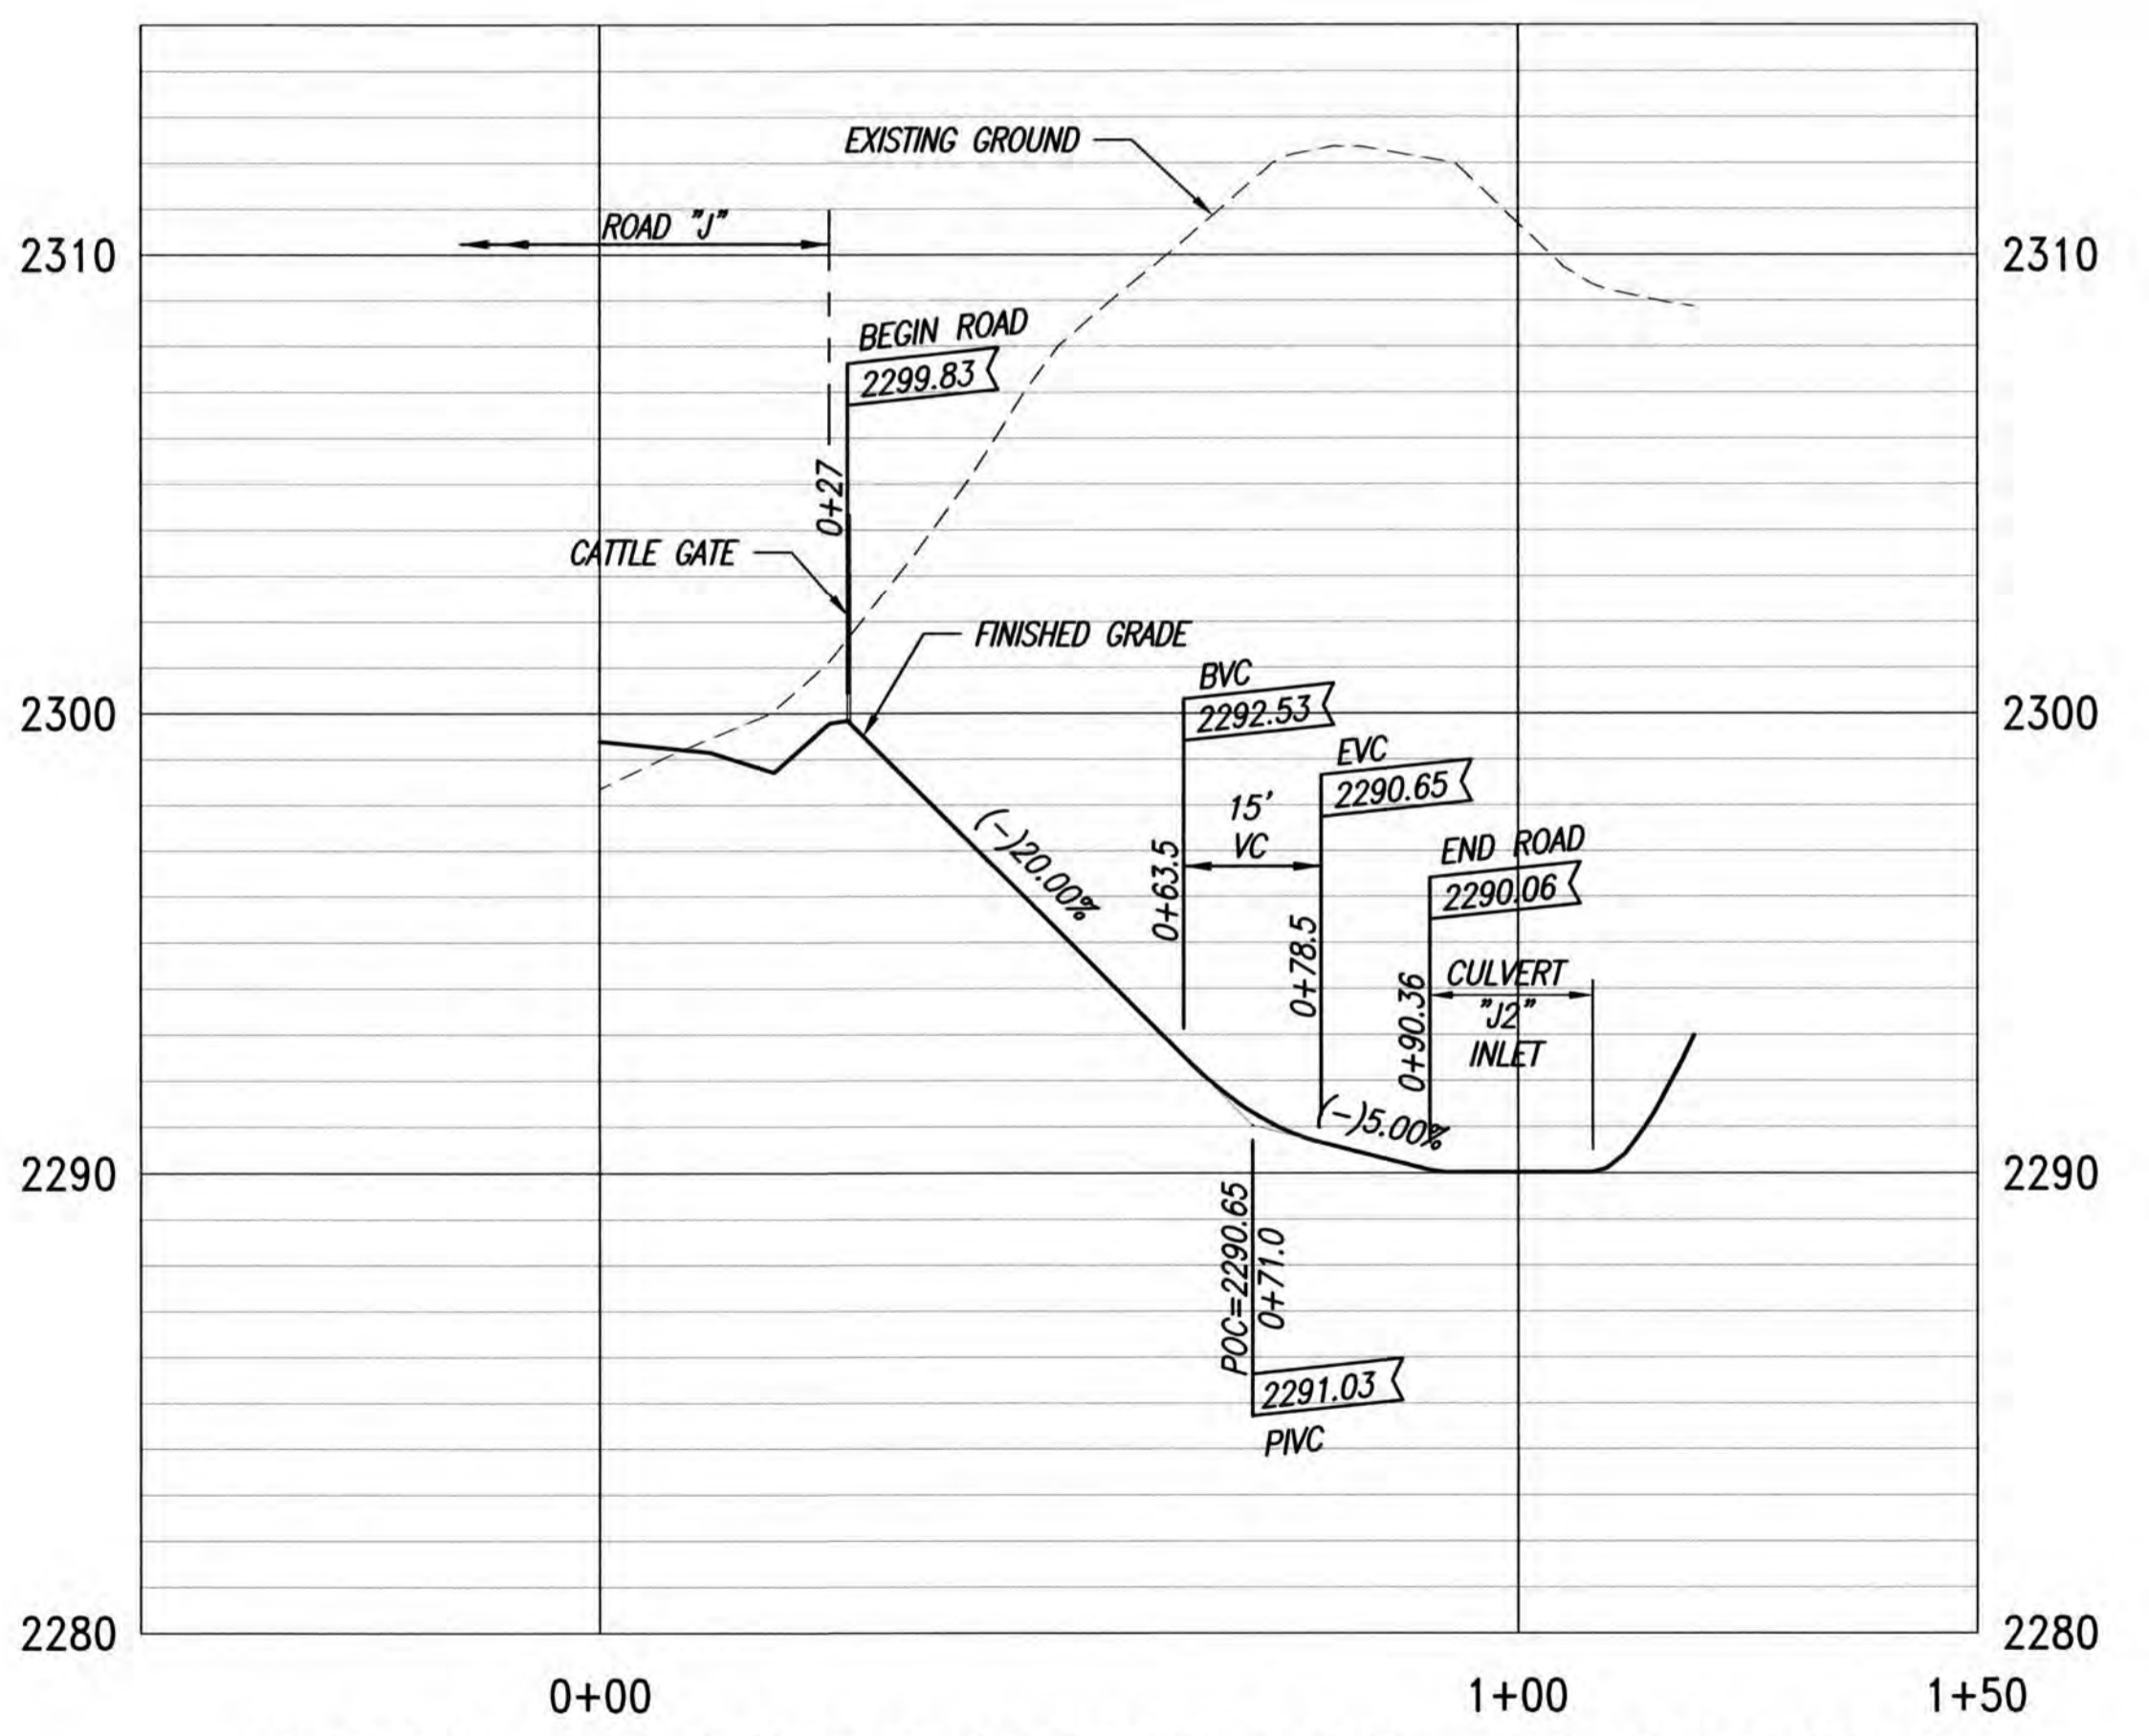 EXISTING GROUND
ROAD "J"
2310
2310
BEGIN ROAD
2299.83
0+27
CATTLE GATE
FINISHED GRADE
BVC
2292.53
2300
2300
EVC
2290.65
15'
VC
(-)20.00%
0+63.5
END ROAD
2290.06
0+78.5
CULVERT
"J2"
INLET
0+90.36
(-)5.00%
2290
2290
POC=2290.65
0+71.0
2291.03
PIVC
2280
2280
0+00
1+00
1+50